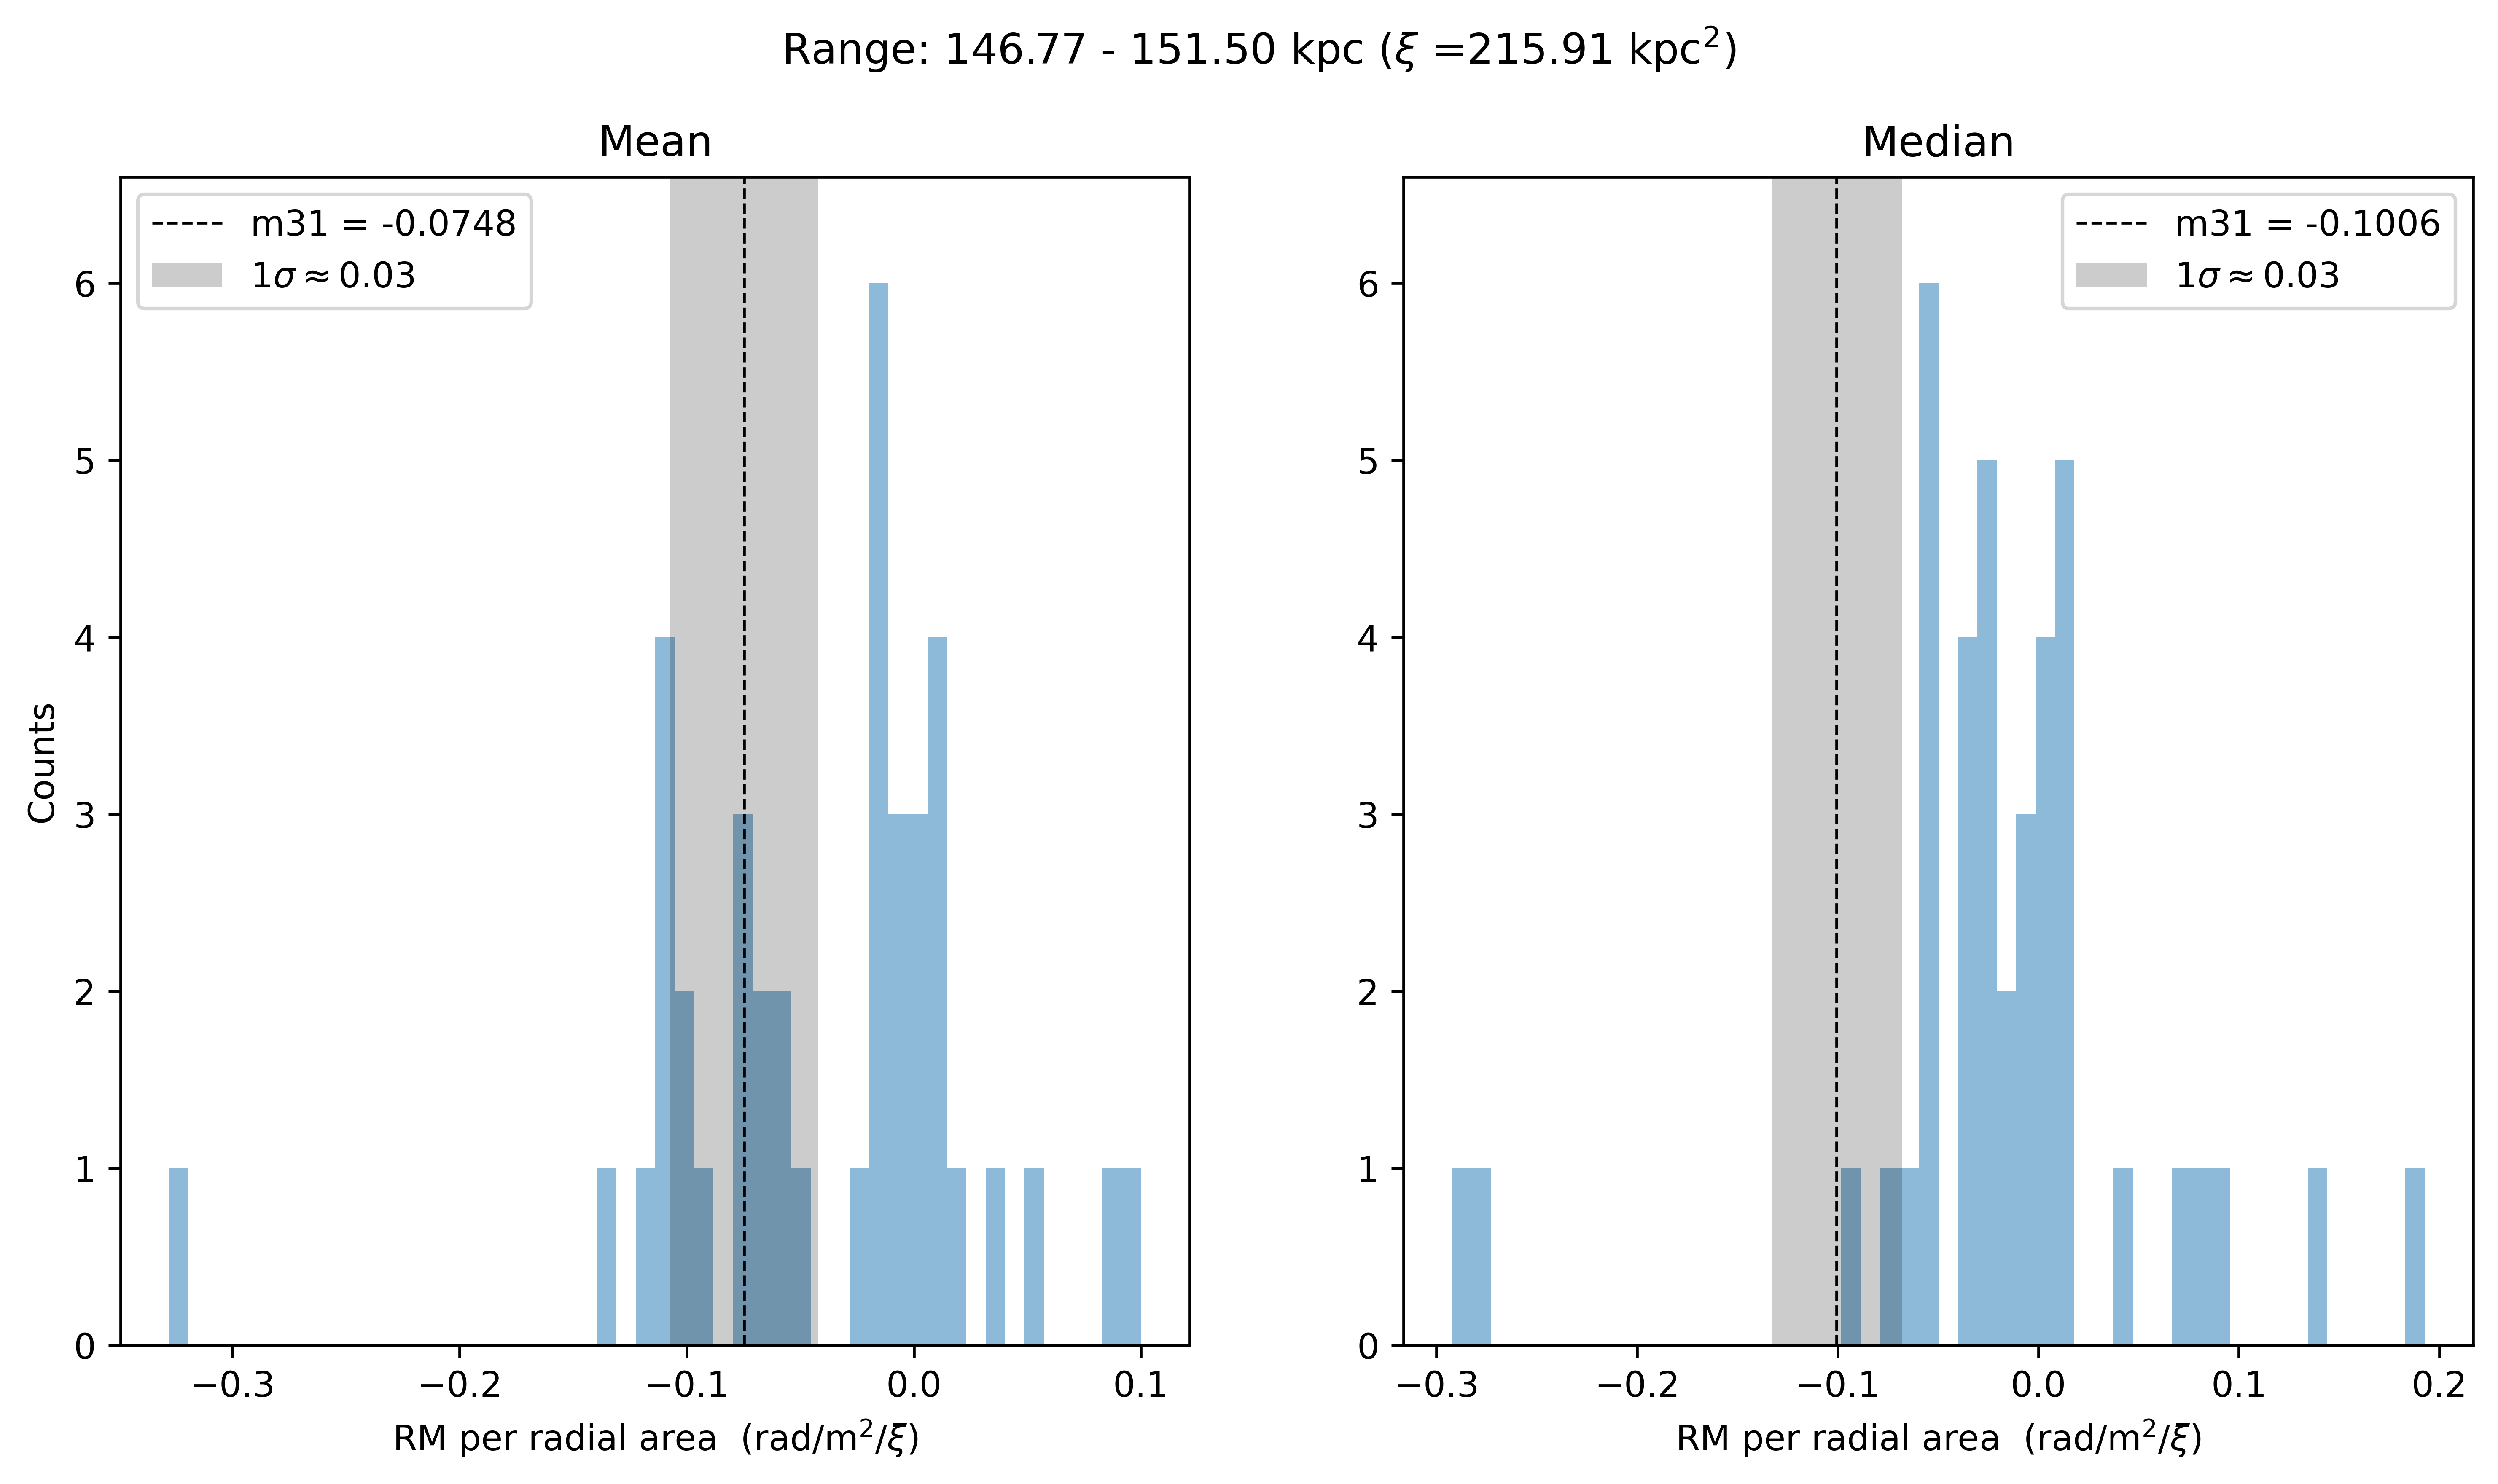 Range: 146.77 - 151.50 kpc (ξ =215.91 kpc²)
Mean
m31 = -0.0748
1σ ≈ 0.03
6
5
4
3
2
1
0
Counts
−0.3 −0.2 −0.1 0.0 0.1
RM per radial area (rad/m²/ξ)
Median
m31 = -0.1006
1σ ≈ 0.03
6
5
4
3
2
1
0
−0.3 −0.2 −0.1 0.0 0.1 0.2
RM per radial area (rad/m²/ξ)